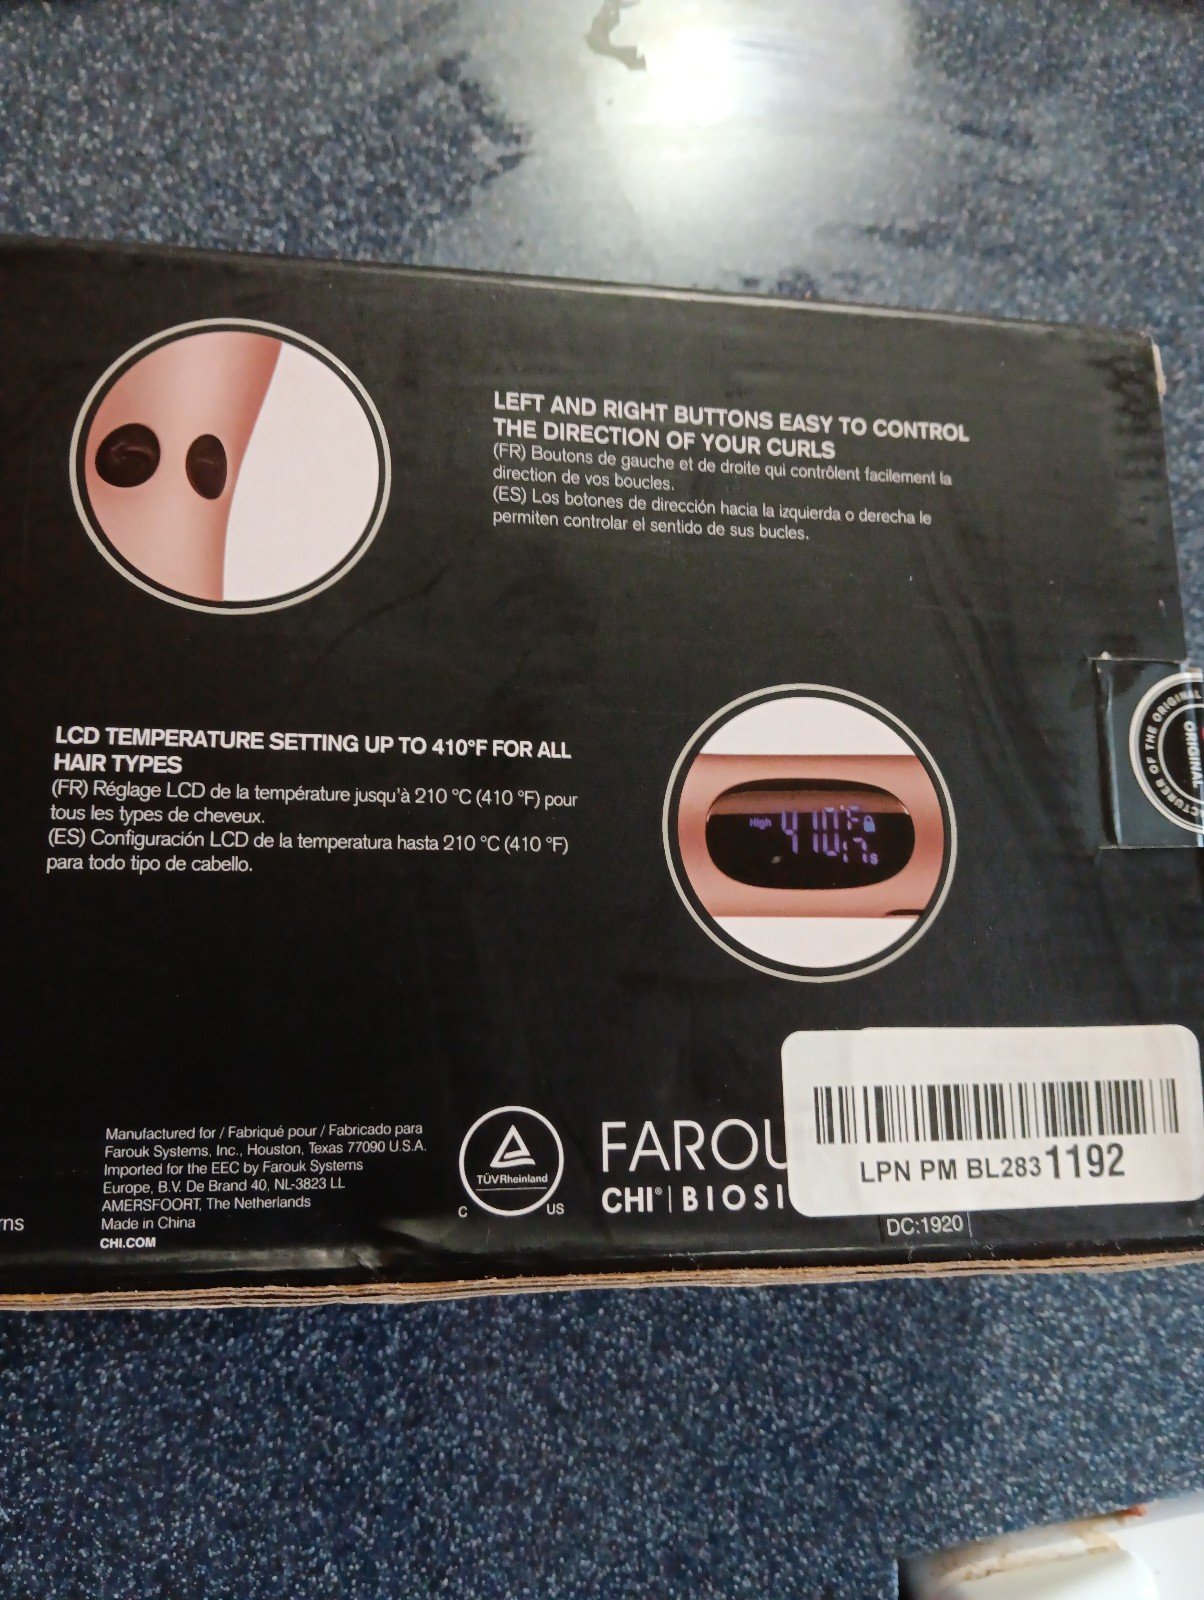 LEFT AND RIGHT BUTTONS EASY TO CONTROL
THE DIRECTION OF YOUR CURLS
(FR) Boutons de gauche et de droite qui contrôlent facilement la
direction de vos boucles.
(ES) Los botones de dirección hacia la izquierda o derecha le
permiten controlar el sentido de sus bucles.
LCD TEMPERATURE SETTING UP TO 410°F FOR ALL
HAIR TYPES
(FR) Réglage LCD de la température jusqu'à 210 °C (410 °F) pour
tous les types de cheveux.
(ES) Configuración LCD de la temperatura hasta 210 °C (410 °F)
para todo tipo de cabello.
High 410°F
s
OF THE ORIGINAL
Manufactured for / Fabriqué pour / Fabricado para
Farouk Systems, Inc., Houston, Texas 77090 U.S.A.
Imported for the EEC by Farouk Systems
Europe, B.V. De Brand 40, NL-3823 LL
AMERSFOORT, The Netherlands
Made in China
CHI.COM
TÜVRheinland
C US
FAROU
CHI® | BIOSI
LPN PM BL2831192
DC:1920